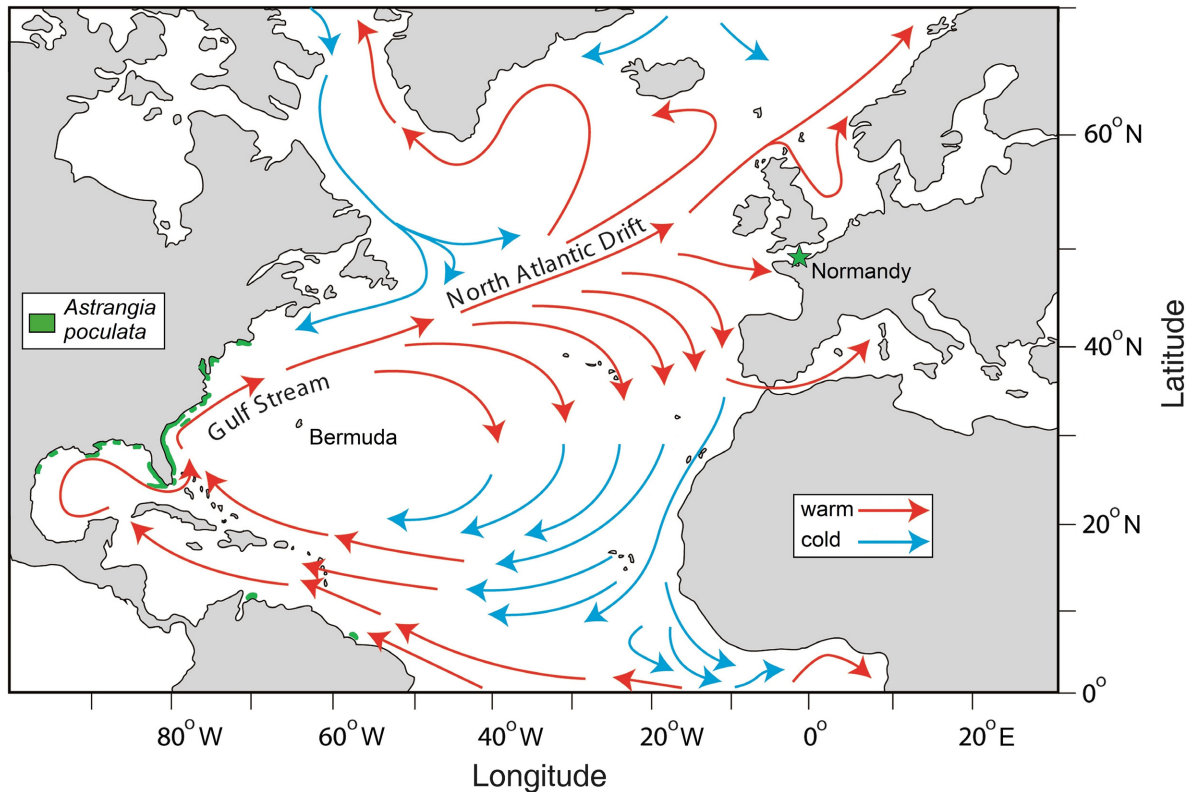 60°N
North Atlantic Drift
Normandy
Astrangia
poculata
40°N
Latitude
Gulf Stream
Bermuda
warm
cold
20°N
0°
80°W
60°W
40°W
20°W
0°
20°E
Longitude